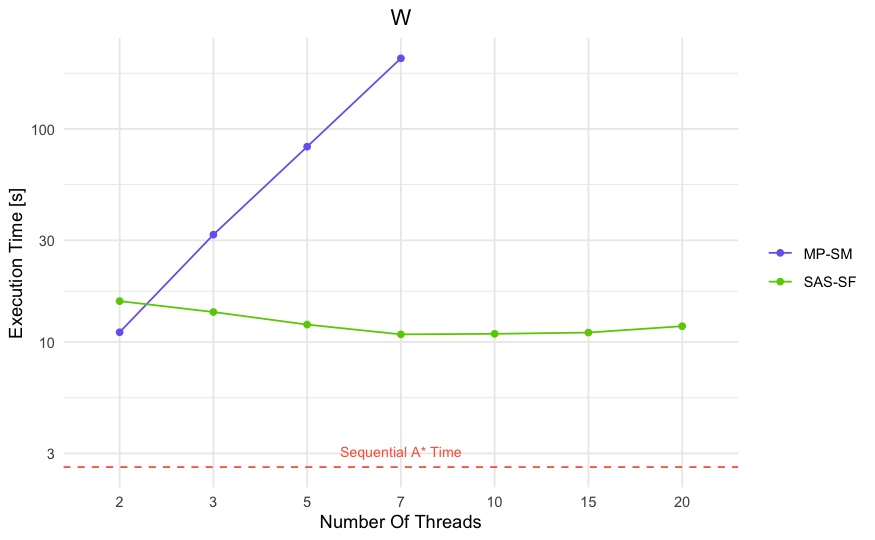 W
Execution Time [s]
100
30
10
3
Sequential A* Time
2 3 5 7 10 15 20
Number Of Threads
MP-SM
SAS-SF